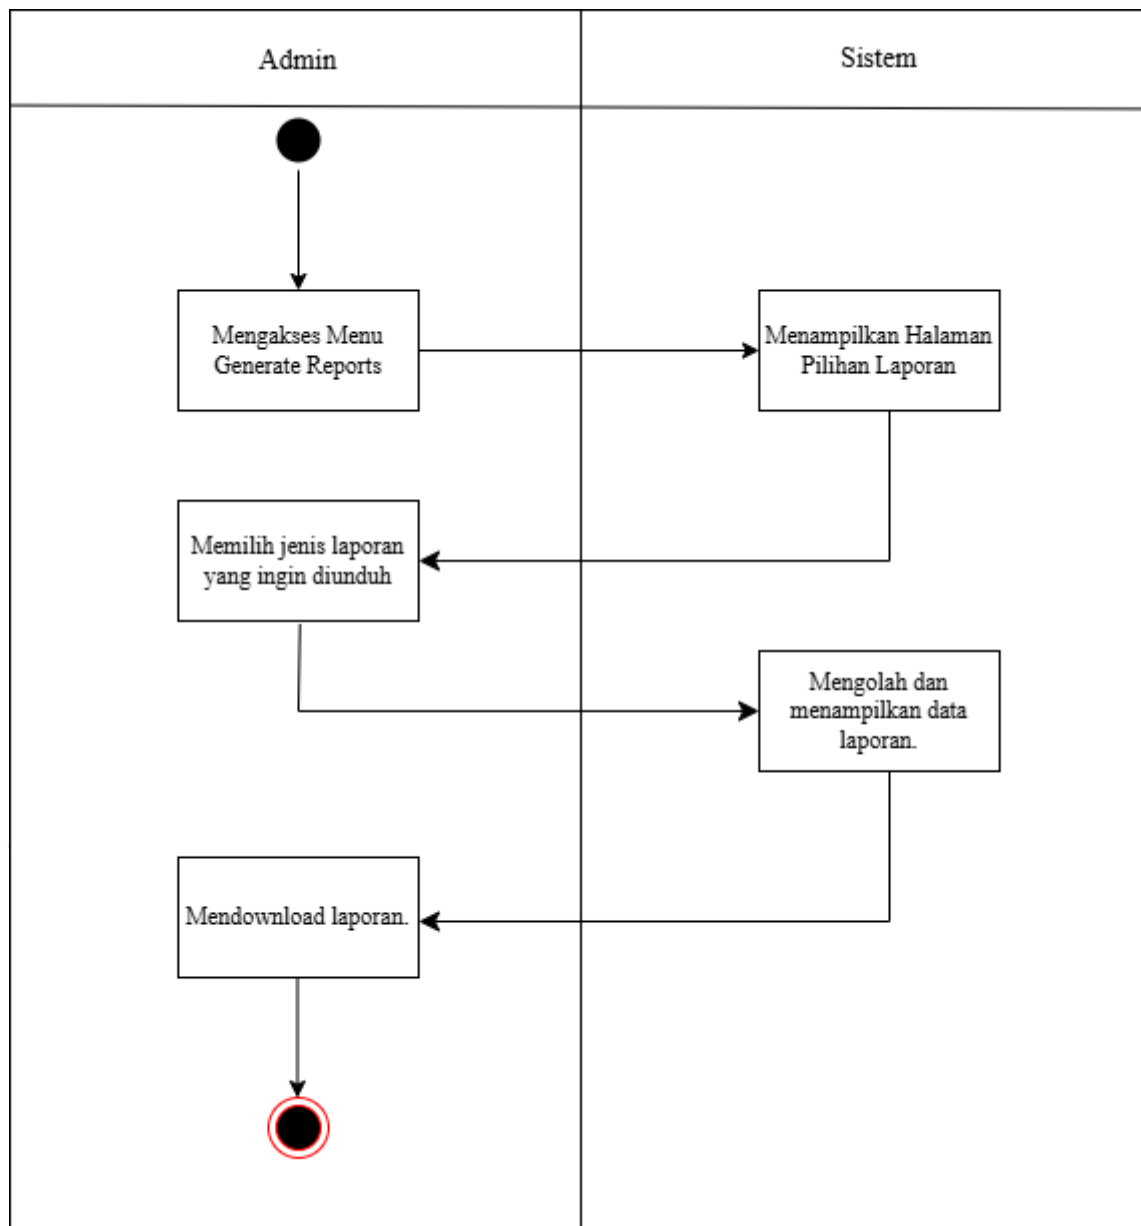 Admin
Sistem
Mengakses Menu
Generate Reports
Menampilkan Halaman
Pilihan Laporan
Memilih jenis laporan
yang ingin diunduh
Mengolah dan
menampilkan data
laporan.
Mendownload laporan.